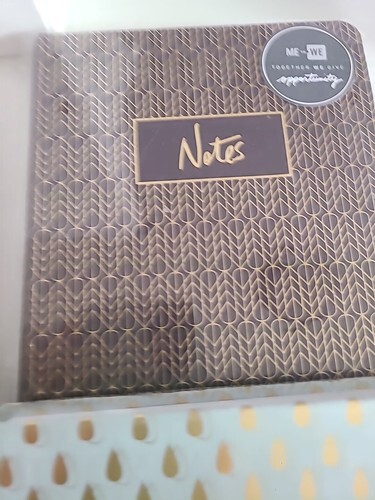 ME to WE
TOGETHER WE GIVE
opportunity
Notes